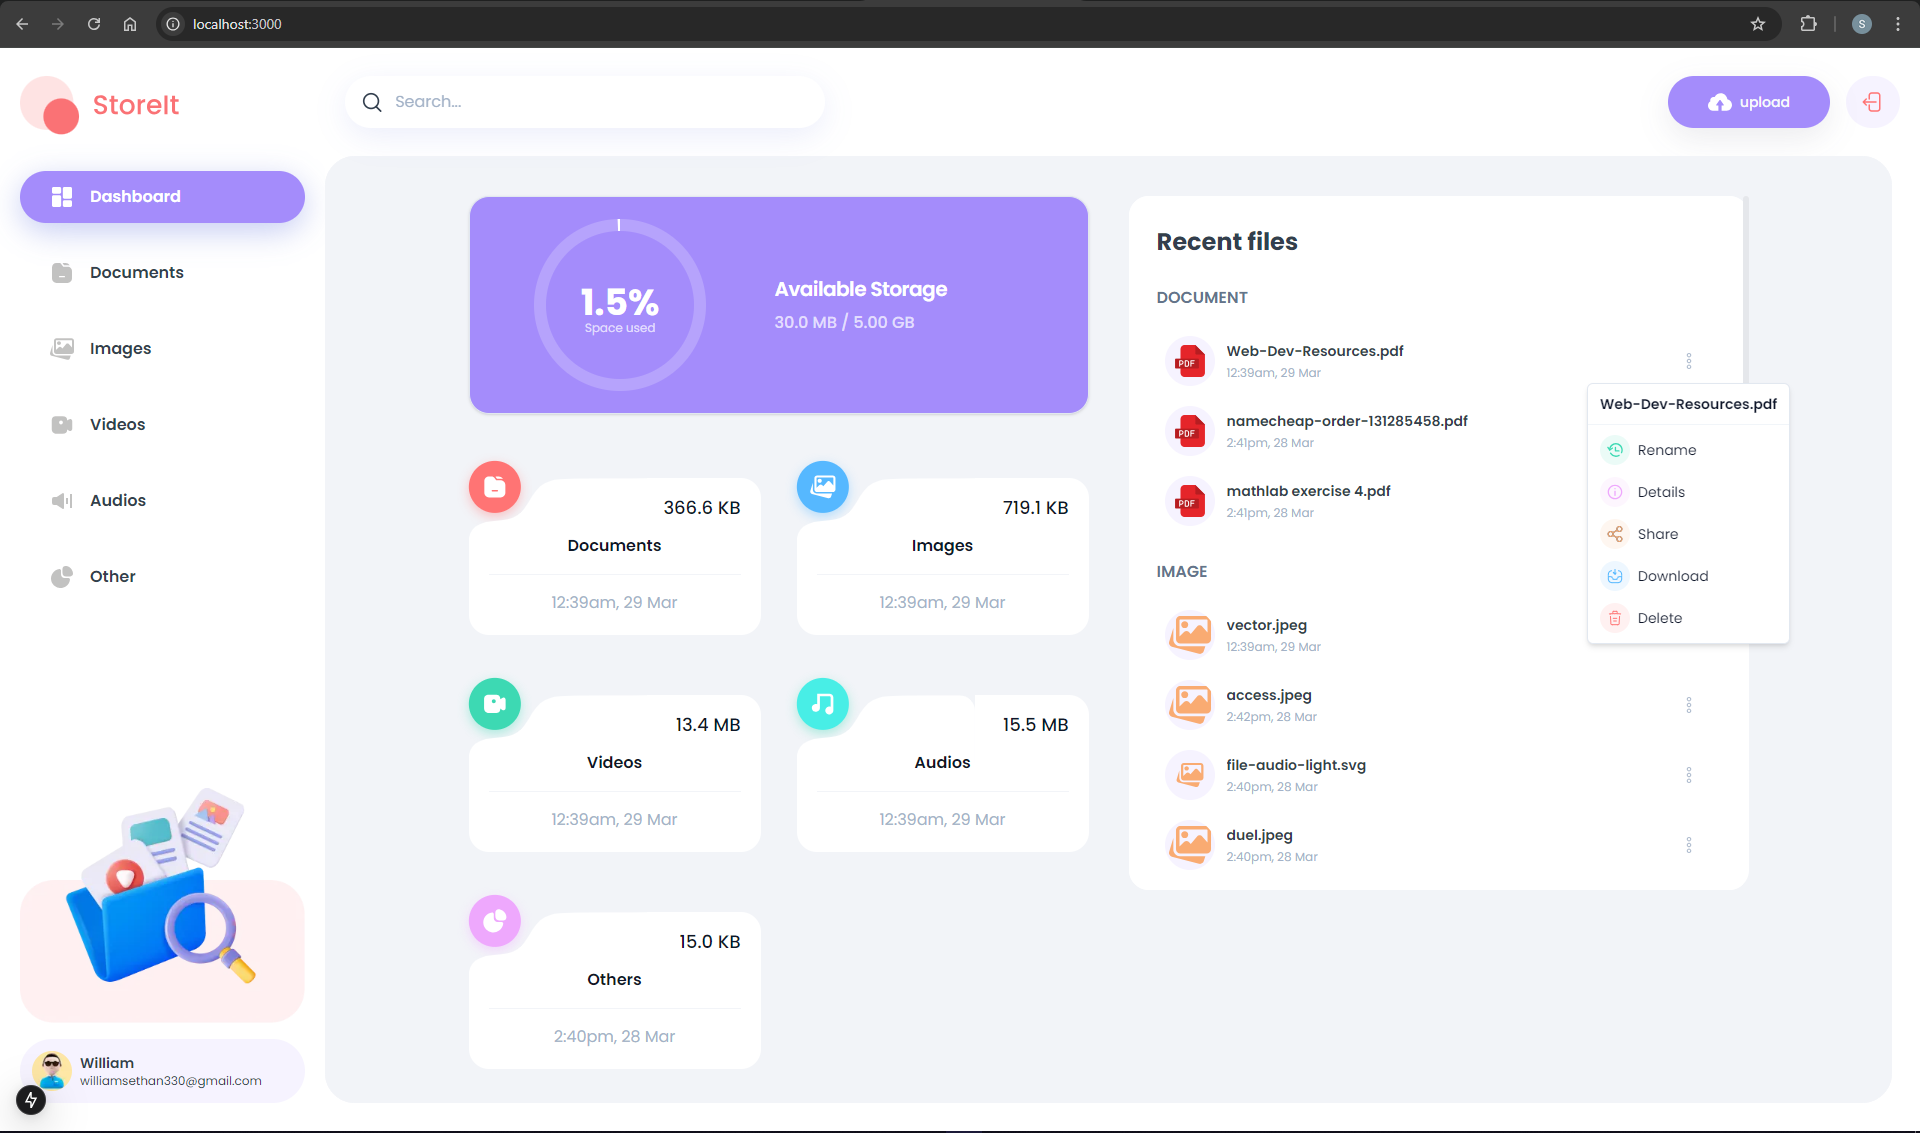 localhost:3000
S
StoreIt
Search...
upload
Dashboard
Documents
Images
Videos
Audios
Other
William
williamsethan330@gmail.com
1.5%
Space used
Available Storage
30.0 MB / 5.00 GB
366.6 KB
Documents
12:39am, 29 Mar
719.1 KB
Images
12:39am, 29 Mar
13.4 MB
Videos
12:39am, 29 Mar
15.5 MB
Audios
12:39am, 29 Mar
15.0 KB
Others
2:40pm, 28 Mar
Recent files
DOCUMENT
PDF
Web-Dev-Resources.pdf
12:39am, 29 Mar
PDF
namecheap-order-131285458.pdf
2:41pm, 28 Mar
PDF
mathlab exercise 4.pdf
2:41pm, 28 Mar
IMAGE
vector.jpeg
12:39am, 29 Mar
access.jpeg
2:42pm, 28 Mar
file-audio-light.svg
2:40pm, 28 Mar
duel.jpeg
2:40pm, 28 Mar
Web-Dev-Resources.pdf
Rename
Details
Share
Download
Delete